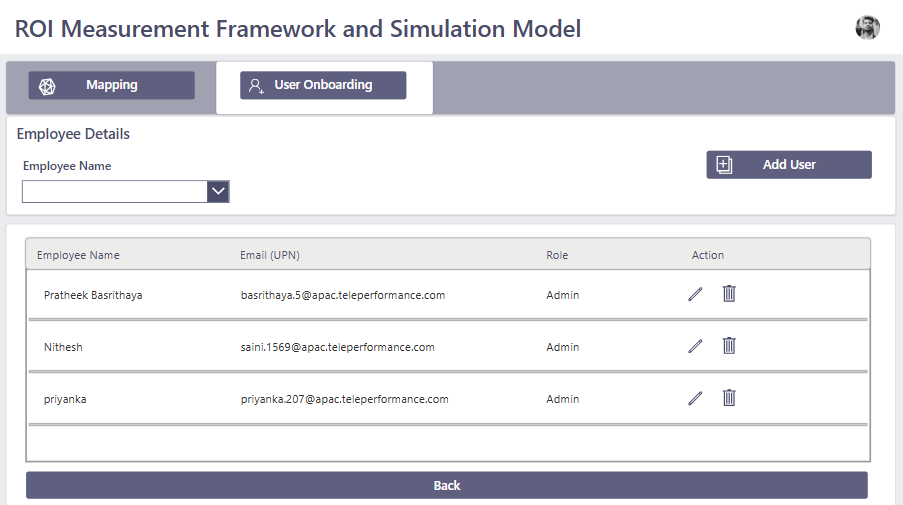 ROI Measurement Framework and Simulation Model
Mapping
User Onboarding
Employee Details
Employee Name
Add User
Employee Name Email (UPN) Role Action
Pratheek Basrithaya basrithaya.5@apac.teleperformance.com Admin
Nithesh saini.1569@apac.teleperformance.com Admin
priyanka priyanka.207@apac.teleperformance.com Admin
Back